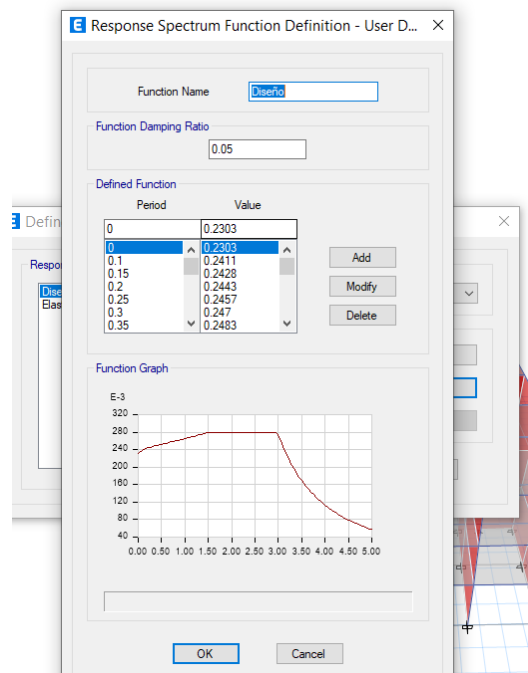 E Response Spectrum Function Definition - User D...
Function Name
Diseño
Function Damping Ratio
0.05
Defined Function
Period Value
0 0.2303
0 0.2303
0.1 0.2411
0.15 0.2428
0.2 0.2443
0.25 0.2457
0.3 0.247
0.35 0.2483
Add
Modify
Delete
Function Graph
E-3
320
280
240
200
160
120
80
40
0.00 0.50 1.00 1.50 2.00 2.50 3.00 3.50 4.00 4.50 5.00
OK Cancel
E Defin
Respo
Dise
Elas